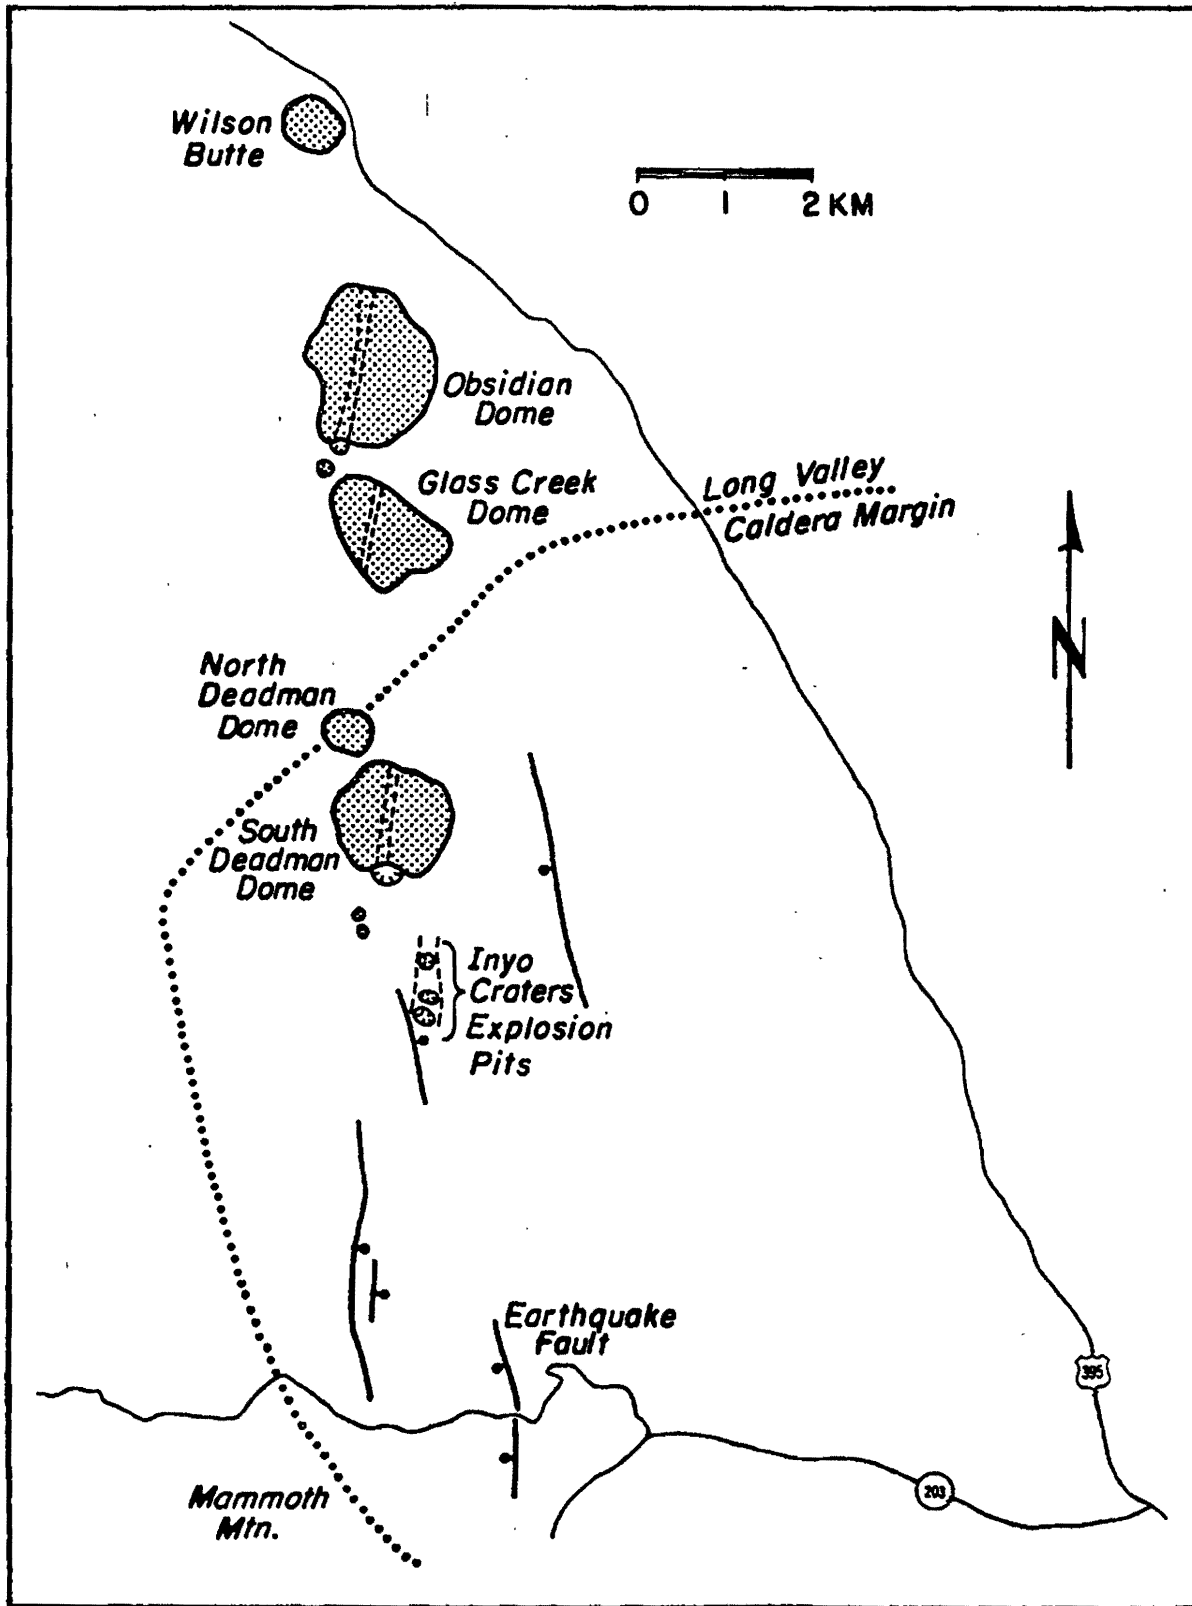 Wilson
Butte
0 1 2 KM
Obsidian
Dome
Glass Creek
Dome
Long Valley
Caldera Margin
N
North
Deadman
Dome
South
Deadman
Dome
Inyo
Craters
Explosion
Pits
Earthquake
Fault
395
203
Mammoth
Mtn.